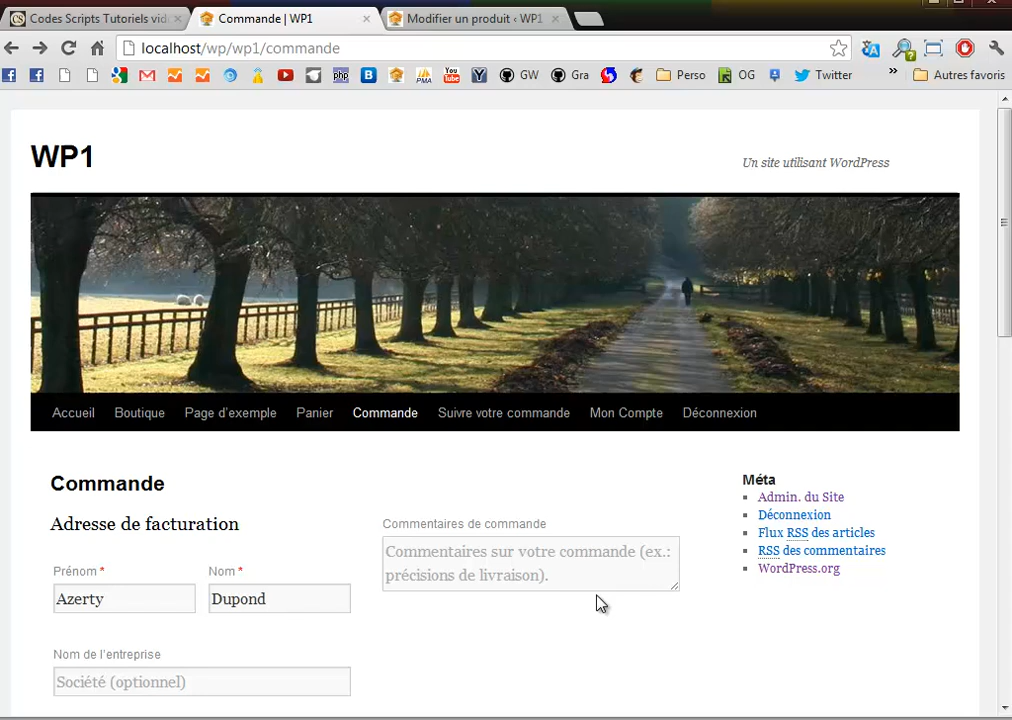 Codes Scripts Tutoriels vid
Commande | WP1
Modifier un produit ‹ WP1
localhost/wp/wp1/commande
php
PMA
You Tube
GW
Gra
Perso
OG
Twitter
»
Autres favoris
WP1
Un site utilisant WordPress
Accueil
Boutique
Page d'exemple
Panier
Commande
Suivre votre commande
Mon Compte
Déconnexion
Commande
Adresse de facturation
Prénom *
Nom *
Azerty
Dupond
Nom de l'entreprise
Société (optionnel)
Commentaires de commande
Commentaires sur votre commande (ex.:
précisions de livraison).
Méta
Admin. du Site
Déconnexion
Flux RSS des articles
RSS des commentaires
WordPress.org